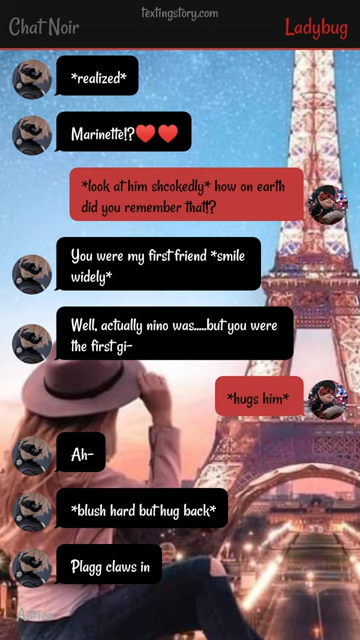 textingstory.com
Chat Noir
Ladybug
*realized*
Marinette!?♥️♥️
*look at him shcokedly* how on earth
did you remember that!?
You were my first friend *smile
widely*
Well, actually nino was.....but you were
the first gi-
*hugs him*
Ah-
*blush hard but hug back*
Plagg claws in
Adrien